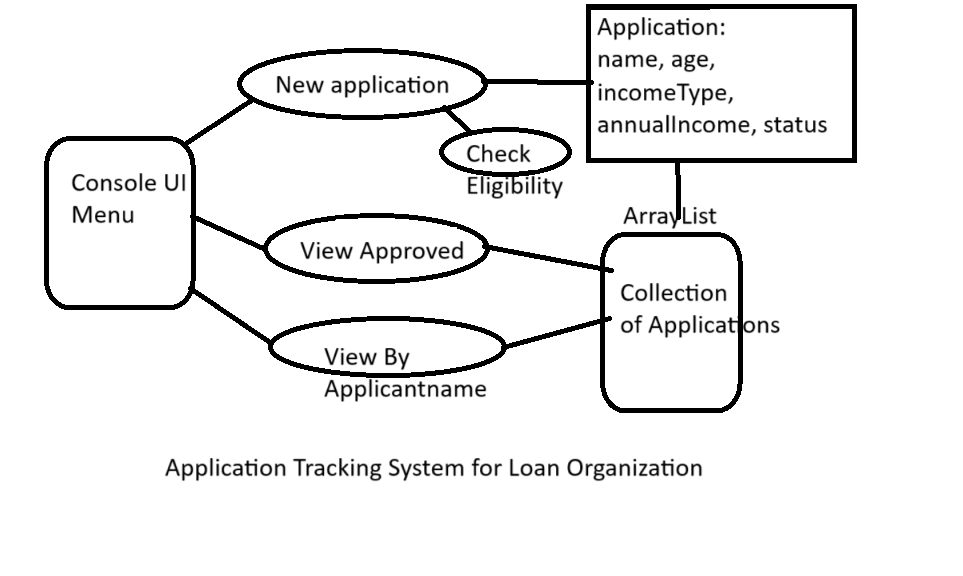 Application:
name, age,
incomeType,
annualIncome, status
New application
Check
Eligibility
Console UI
Menu
ArrayList
View Approved
Collection
of Applications
View By
Applicantname
Application Tracking System for Loan Organization